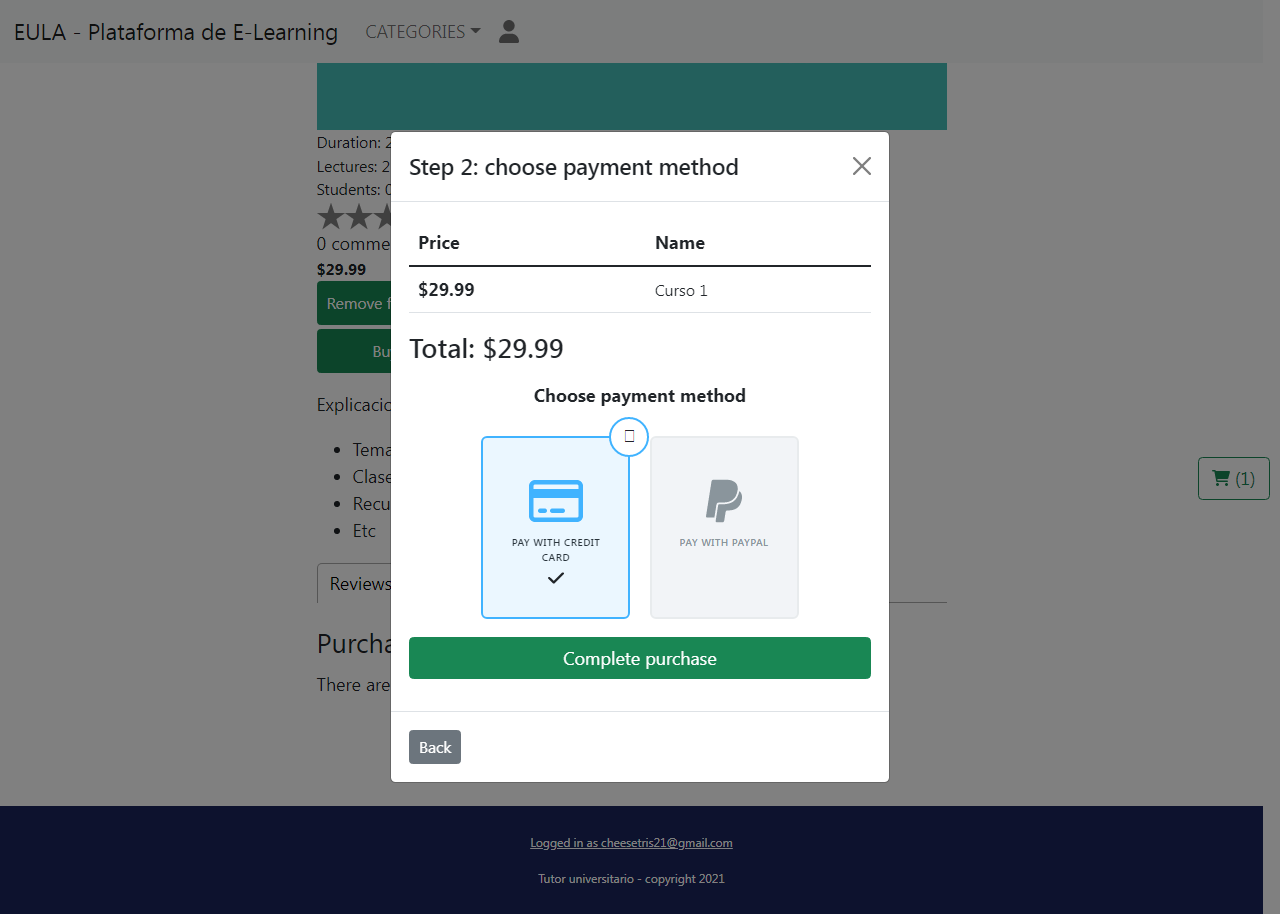 EULA - Plataforma de E-Learning CATEGORIES
Duration: 2
Lectures: 2
Students: 0
0 comme
$29.99
Remove f
Bu
Explicacio
Tema
Clase
Recu
Etc
Reviews
Purcha
There are
Step 2: choose payment method
Price Name
$29.99 Curso 1
Total: $29.99
Choose payment method
PAY WITH CREDIT
CARD
PAY WITH PAYPAL
Complete purchase
Back
(1)
Logged in as cheesetris21@gmail.com
Tutor universitario - copyright 2021